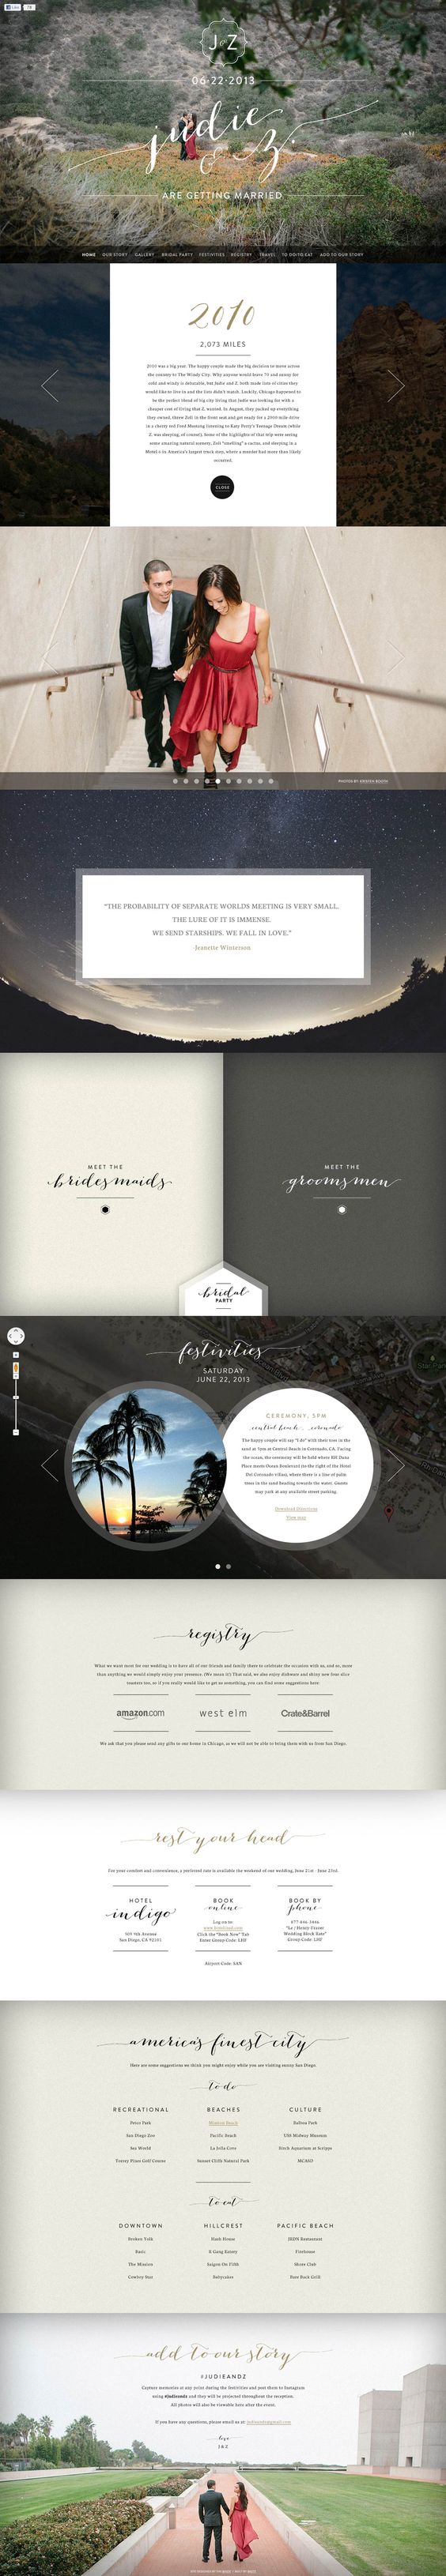 Like
J & Z
06·22·2013
judie
& z.
ARE GETTING MARRIED
HOME OUR STORY GALLERY BRIDAL PARTY FESTIVITIES REGISTRY TRAVEL TO DO/TO EAT ADD TO OUR STORY
2010
2,073 MILES
2010 was a big year. The happy couple made the big decision to move across
the country to The Windy City. Why anyone would leave 70 and sunny for
cold and windy is debatable, but Judie and Z. both made lists of cities they
would like to live in and the lists didn't match. Luckily, Chicago happened to
be the perfect blend of big city living that Judie was looking for with a
cheaper cost of living that Z. wanted. In August, they packed up everything
they owned, threw Zoli in the front seat and got ready for a 2000 mile drive
in a cherry red Ford Mustang (listening to Katy Perry's Teenage Dream (while
Z. was sleeping, of course). Some of the highlights of that trip were seeing
some amazing natural scenery, Zoli "smelling" a cactus, and sleeping in a
Motel 6 in America's largest truck stop, where a murder had more than likely
occurred.
CLOSE
PHOTOS BY KRISTEN BOOTH
"THE PROBABILITY OF SEPARATE WORLDS MEETING IS VERY SMALL.
THE LURE OF IT IS IMMENSE.
WE SEND STARSHIPS. WE FALL IN LOVE."
-Jeanette Winterson
MEET THE
bridesmaids
MEET THE
groomsmen
bridal
PARTY
festivities
SATURDAY
JUNE 22, 2013
CEREMONY, 5PM
central beach . coronado
The happy couple will say "I do" with their toes in the
sand at 5pm at Central Beach in Coronado, CA. Facing
the ocean, the ceremony will be held where RH Dana
Place meets Ocean Boulevard (to the right of the Hotel
Del Coronado villas), where there is a line of palm
trees in the sand heading towards the water. Guests
may park at any available street parking.
Download Directions
View map
registry
What we want most for our wedding is to have all of our friends and family there to celebrate the occasion with us, and so, more
than anything we would simply enjoy your presence. (We mean it!) That said, we also enjoy dishware and shiny new four-slice
toasters too, so if you really would like to get us something, you can find some suggestions here:
amazon.com
west elm
Crate&Barrel
We ask that you please send any gifts to our home in Chicago, as we will not be able to bring them with us from San Diego.
rest your head
For your comfort and convenience, a preferred rate is available the weekend of our wedding, June 21st - June 23rd.
HOTEL
indigo
509 9th Avenue
San Diego, CA 92101
BOOK
online
Log on to:
Click the "Book Now" Tab
BOOK BY
phone
Wedding Block Rate"
Airport Code: SAN
america's finest city
Here are some suggestions we think you might enjoy while you are visiting sunny San Diego.
to do
RECREATIONAL BEACHES CULTURE
Petco Park Mission Beach Balboa Park
San Diego Zoo Pacific Beach USS Midway Museum
Sea World La Jolla Cove Birch Aquarium at Scripps
Torrey Pines Golf Course Sunset Cliffs Natural Park MCASD
to eat
DOWNTOWN HILLCREST PACIFIC BEACH
Broken Yolk Hash House JRDN Restaurant
Basic R Gang Eatery Firehouse
The Mission Saigon On Fifth Shore Club
Cowboy Star Babycakes
add to our story
#JUDIEANDZ
Capture memories at any point during the festivities and post them to Instagram
using #judieandz and they will be projected throughout the reception.
All photos will also be viewable here after the event.
If you have any questions, please email us at: judieandz@gmail.com
love
J & Z